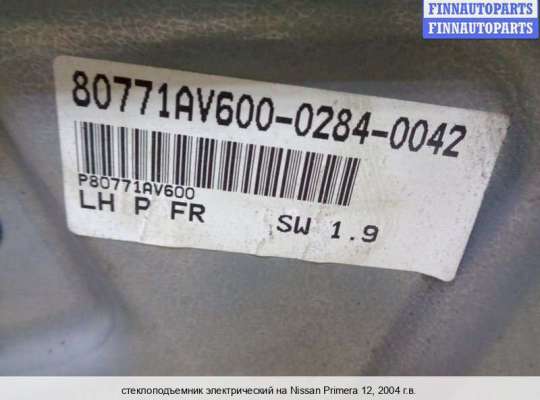 FINNAUTOPARTS
FINNAUTOPARTS
80771AV600-0284-0042
P80771AV600
LH P FR SW 1.9
стеклоподъемник электрический на Nissan Primera 12, 2004 г.в.